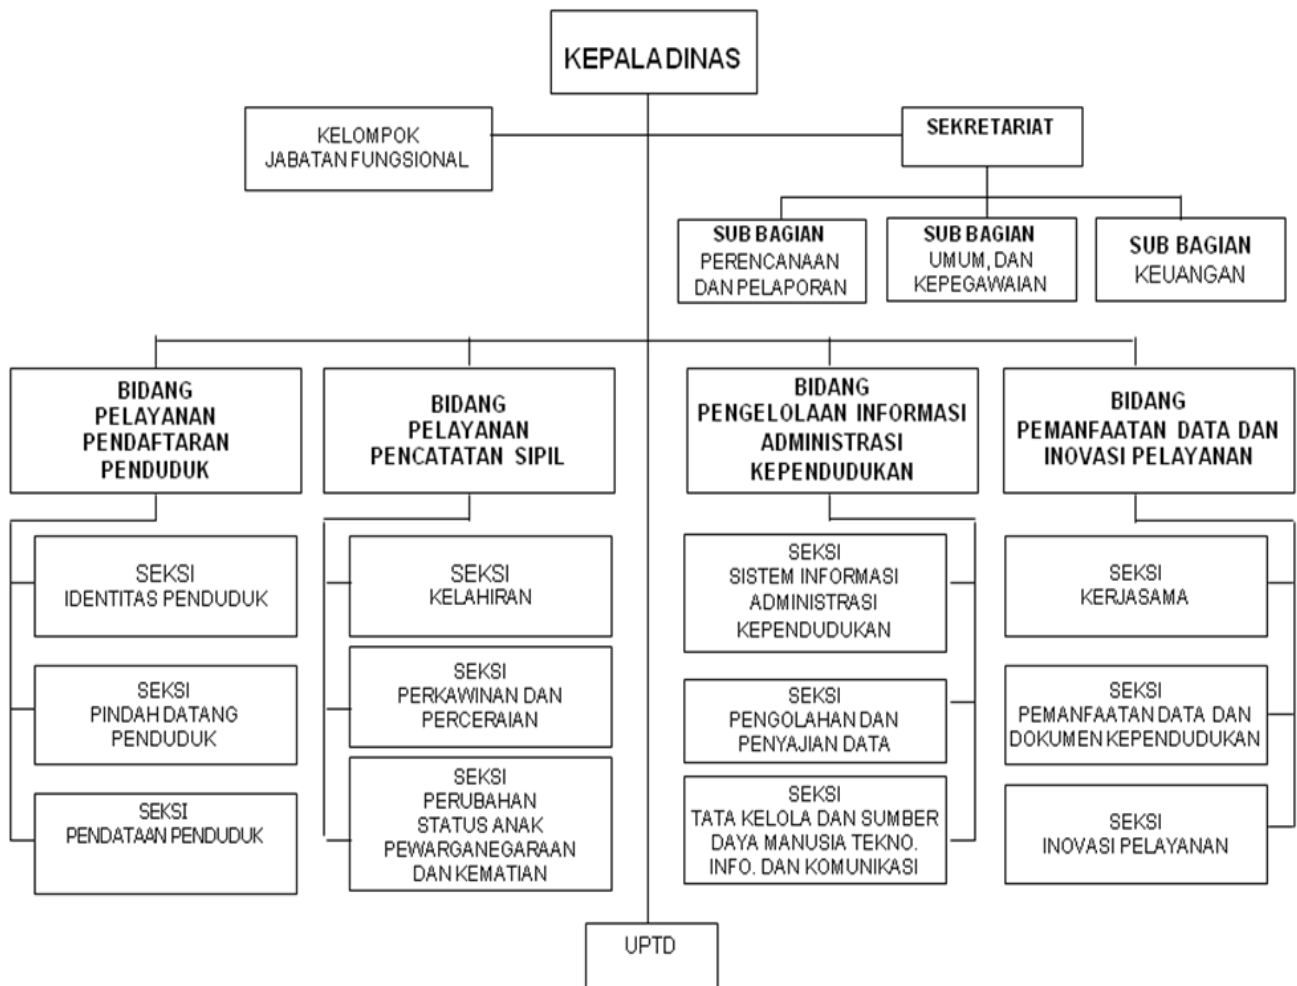 KEPALA DINAS
KELOMPOK
JABATAN FUNGSIONAL
SEKRETARIAT
SUB BAGIAN
PERENCANAAN
DAN PELAPORAN
SUB BAGIAN
UMUM, DAN
KEPEGAWAIAN
SUB BAGIAN
KEUANGAN
BIDANG
PELAYANAN
PENDAFTARAN
PENDUDUK
BIDANG
PELAYANAN
PENCATATAN SIPIL
BIDANG
PENGELOLAAN INFORMASI
ADMINISTRASI
KEPENDUDUKAN
BIDANG
PEMANFAATAN DATA DAN
INOVASI PELAYANAN
SEKSI
IDENTITAS PENDUDUK
SEKSI
PINDAH DATANG
PENDUDUK
SEKSI
PENDATAAN PENDUDUK
SEKSI
KELAHIRAN
SEKSI
PERKAWINAN DAN
PERCERAIAN
SEKSI
PERUBAHAN
STATUS ANAK
PEWARGANEGARAAN
DAN KEMATIAN
SEKSI
SISTEM INFORMASI
ADMINISTRASI
KEPENDUDUKAN
SEKSI
PENGOLAHAN DAN
PENYAJIAN DATA
SEKSI
TATA KELOLA DAN SUMBER
DAYA MANUSIA TEKNO.
INFO. DAN KOMUNIKASI
SEKSI
KERJASAMA
SEKSI
PEMANFAATAN DATA DAN
DOKUMEN KEPENDUDUKAN
SEKSI
INOVASI PELAYANAN
UPTD